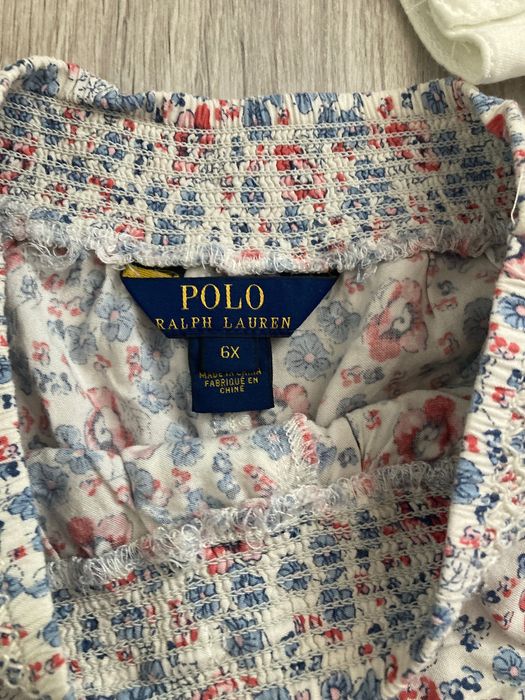 POLO
RALPH LAUREN
6X
MADE IN CHINA
FABRIQUÉ EN
CHINE